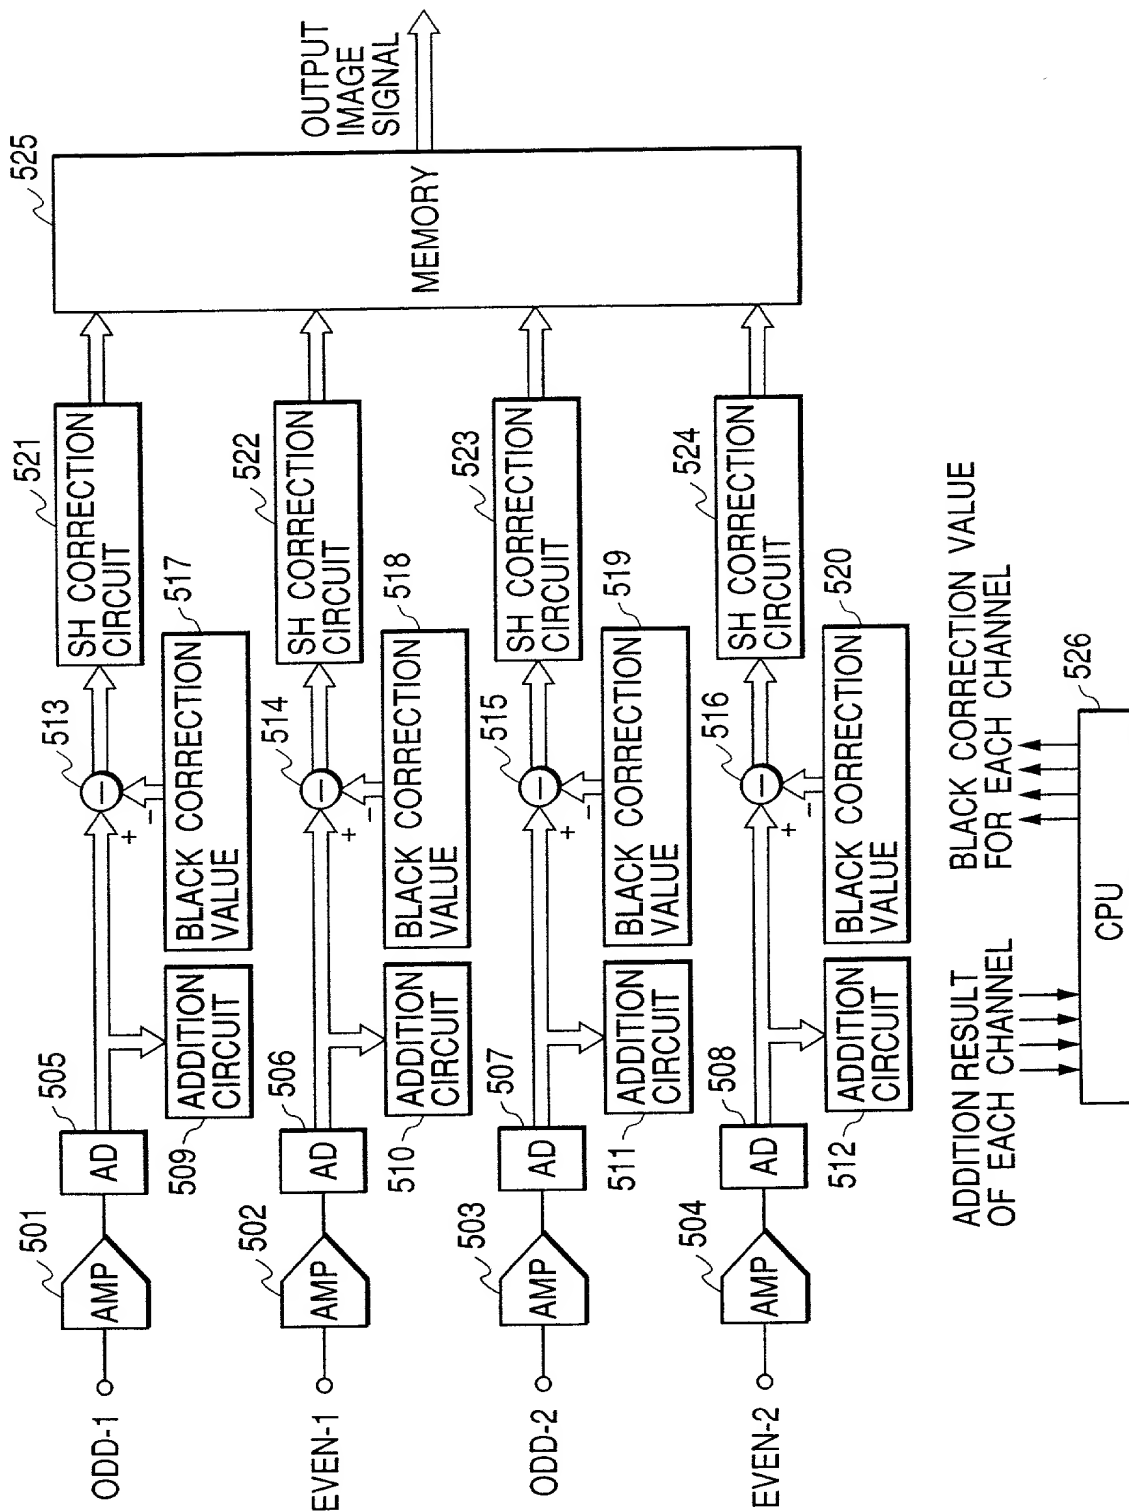 ODD-1
501
AMP
505
AD
509
ADDITION
CIRCUIT
+
−
513
−
517
BLACK CORRECTION
VALUE
521
SH CORRECTION
CIRCUIT
EVEN-1
502
AMP
506
AD
510
ADDITION
CIRCUIT
+
−
514
−
518
BLACK CORRECTION
VALUE
522
SH CORRECTION
CIRCUIT
ODD-2
503
AMP
507
AD
511
ADDITION
CIRCUIT
+
−
515
−
519
BLACK CORRECTION
VALUE
523
SH CORRECTION
CIRCUIT
EVEN-2
504
AMP
508
AD
512
ADDITION
CIRCUIT
+
−
516
−
520
BLACK CORRECTION
VALUE
524
SH CORRECTION
CIRCUIT
525
MEMORY
OUTPUT
IMAGE
SIGNAL
ADDITION RESULT
OF EACH CHANNEL
BLACK CORRECTION VALUE
FOR EACH CHANNEL
526
CPU